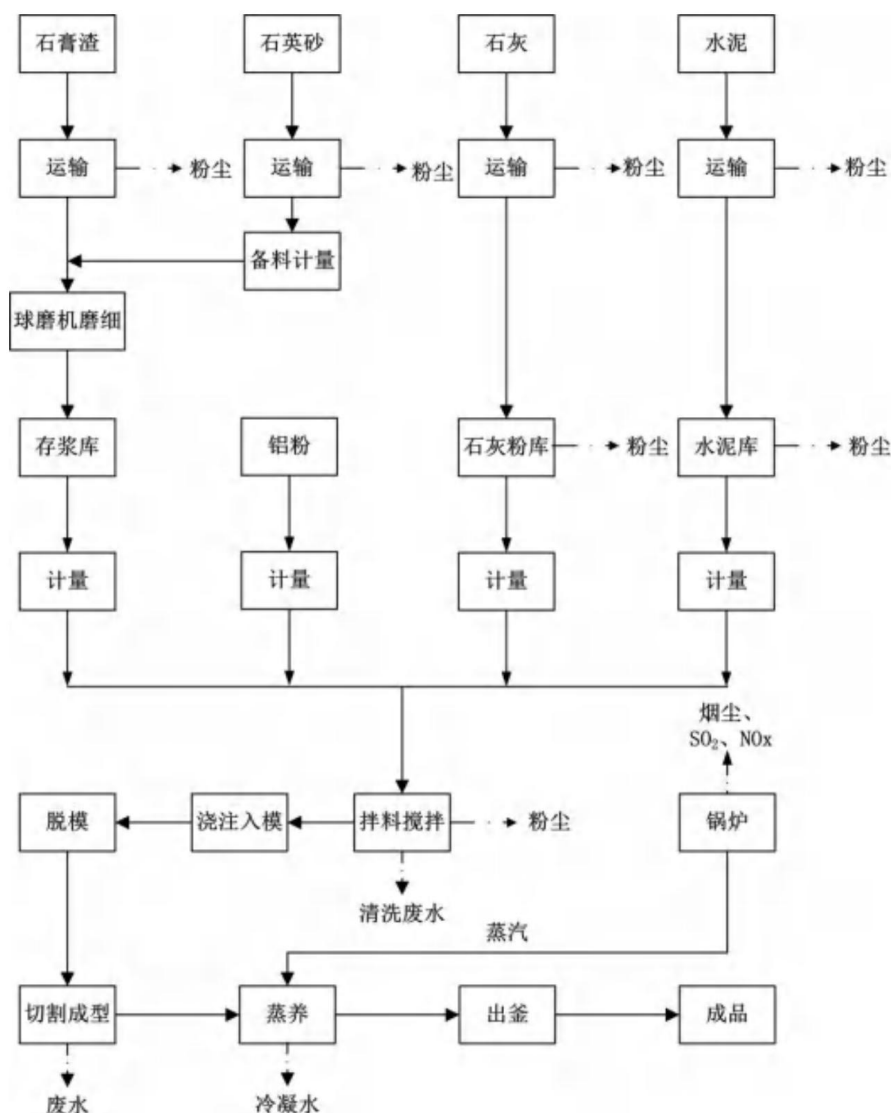 石膏渣
石英砂
石灰
水泥
运输
粉尘
运输
粉尘
运输
粉尘
运输
粉尘
备料计量
球磨机磨细
存浆库
铝粉
石灰粉库
粉尘
水泥库
粉尘
计量
计量
计量
计量
烟尘、
SO₂、NOx
脱模
浇注入模
拌料搅拌
粉尘
锅炉
清洗废水
蒸汽
切割成型
蒸养
出釜
成品
废水
冷凝水